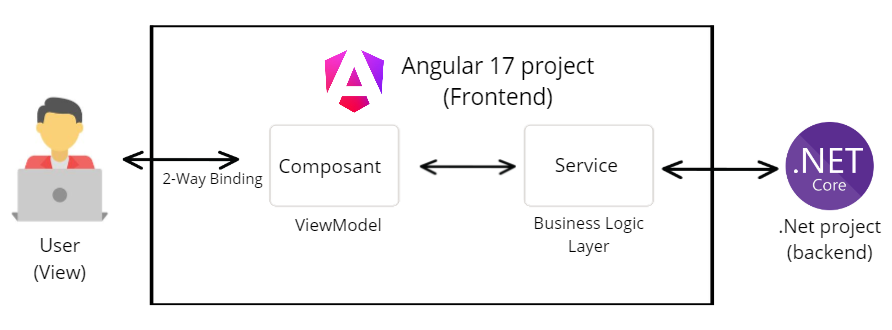 Angular 17 project
(Frontend)
User
(View)
2-Way Binding
Composant
ViewModel
Service
Business Logic
Layer
.NET
Core
.Net project
(backend)